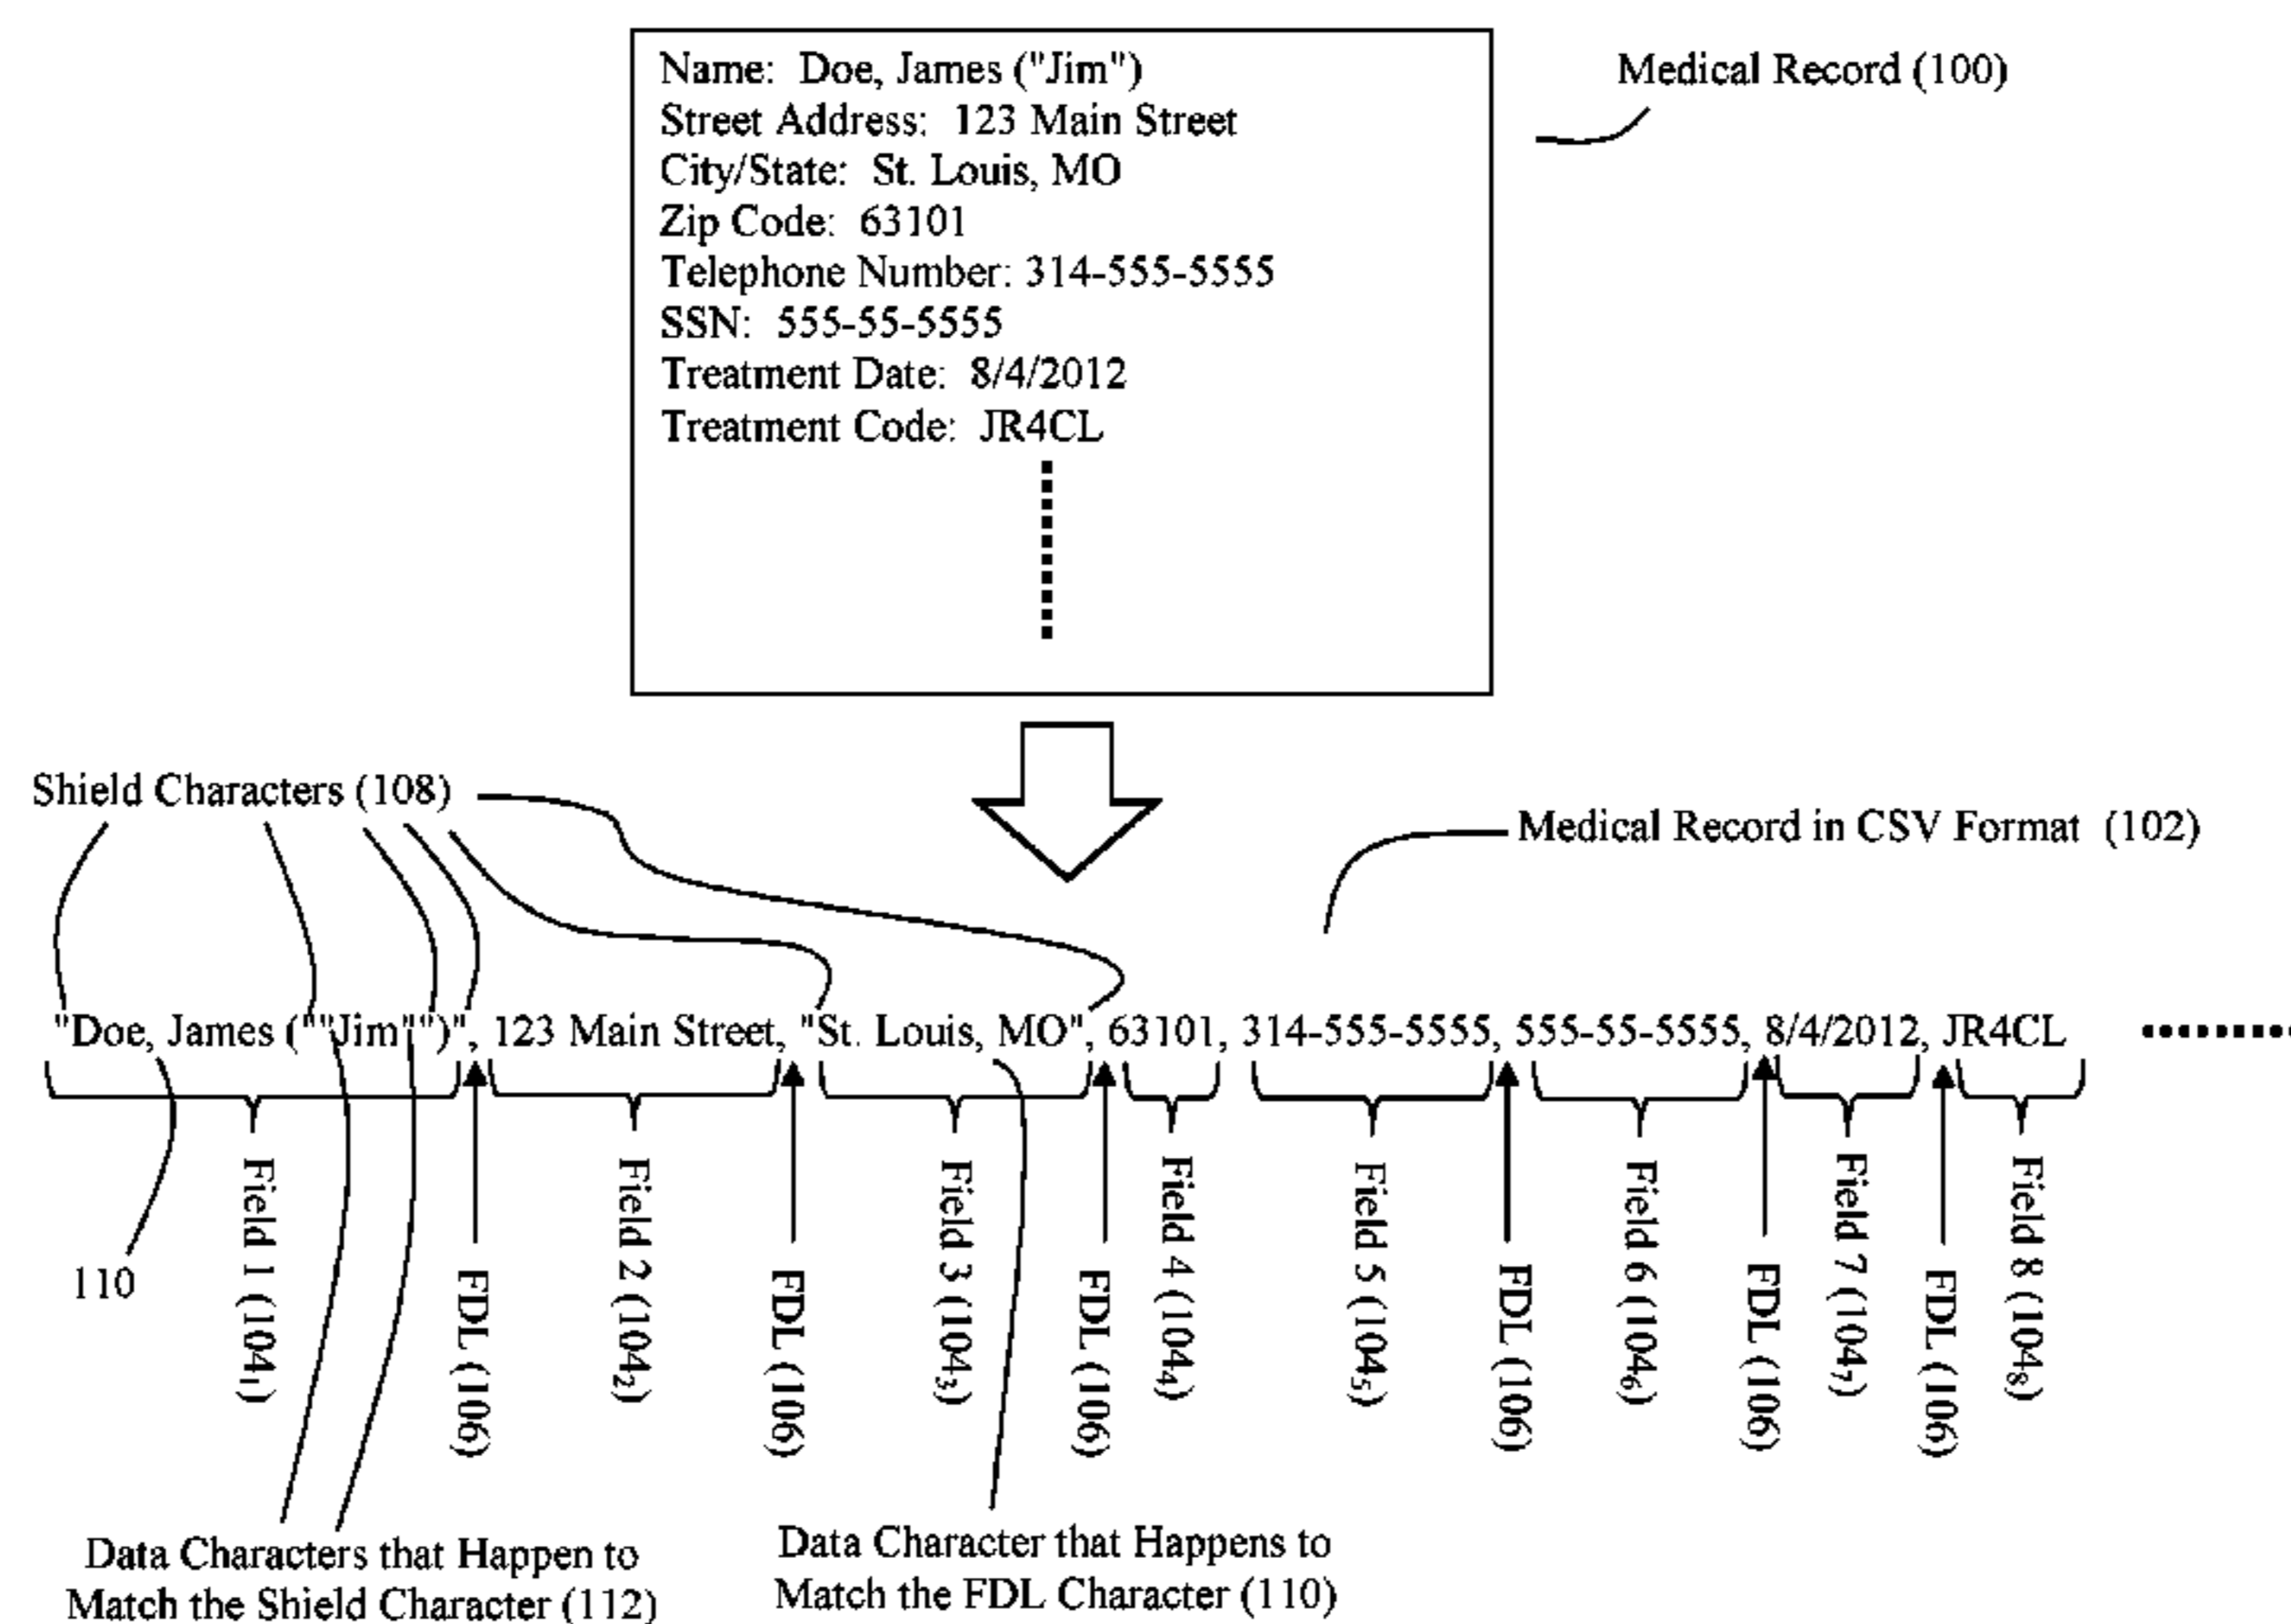 Name: Doe, James ("Jim")
Street Address: 123 Main Street
City/State: St. Louis, MO
Zip Code: 63101
Telephone Number: 314-555-5555
SSN: 555-55-5555
Treatment Date: 8/4/2012
Treatment Code: JR4CL
Medical Record (100)
Shield Characters (108)
Medical Record in CSV Format (102)
"Doe, James (""Jim"")", 123 Main Street, "St. Louis, MO", 63101, 314-555-5555, 555-55-5555, 8/4/2012, JR4CL
110
Field 1 (104₁)
FDL (106)
Field 2 (104₂)
FDL (106)
Field 3 (104₃)
FDL (106)
Field 4 (104₄)
Field 5 (104₅)
FDL (106)
Field 6 (104₆)
FDL (106)
Field 7 (104₇)
FDL (106)
Field 8 (104₈)
Data Characters that Happen to
Match the Shield Character (112)
Data Character that Happens to
Match the FDL Character (110)